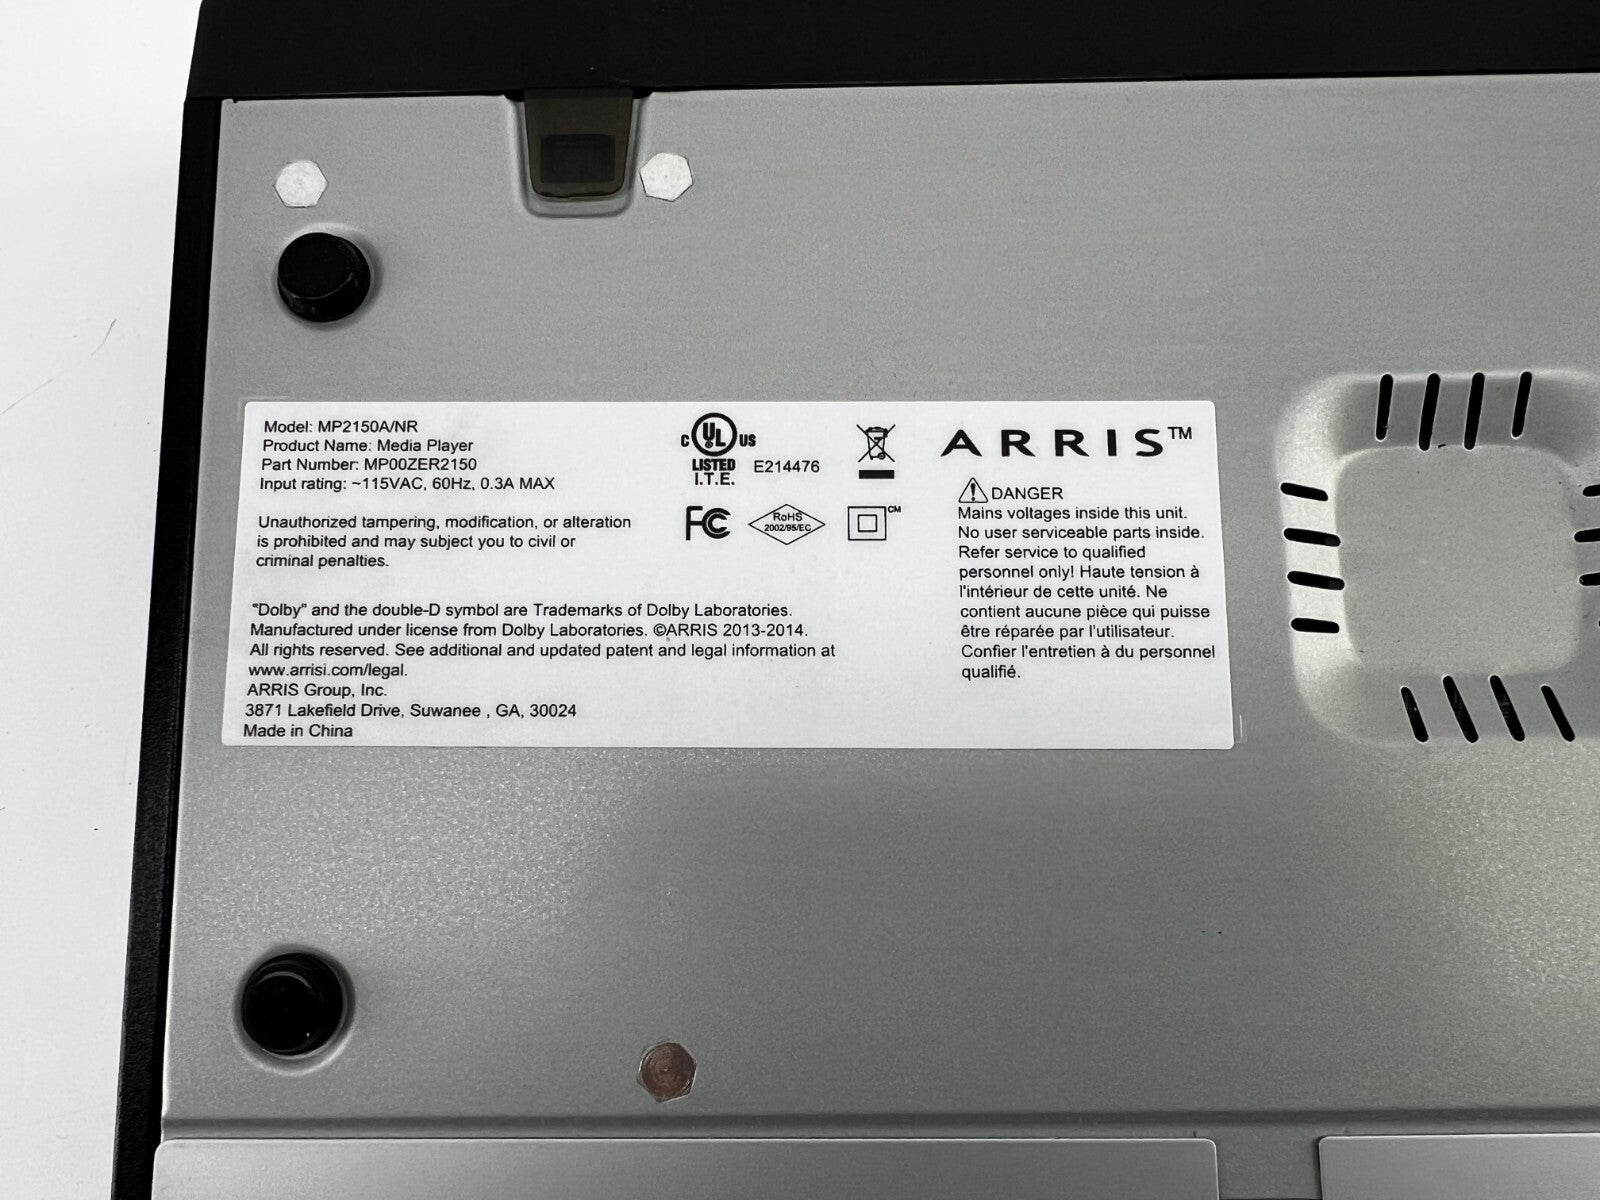 Model: MP2150A/NR
Product Name: Media Player
Part Number: MP00ZER2150
Input rating: ~115VAC, 60Hz, 0.3A MAX
Unauthorized tampering, modification, or alteration
is prohibited and may subject you to civil or
criminal penalties.
"Dolby" and the double-D symbol are Trademarks of Dolby Laboratories.
Manufactured under license from Dolby Laboratories. ©ARRIS 2013-2014.
All rights reserved. See additional and updated patent and legal information at
www.arrisi.com/legal.
ARRIS Group, Inc.
3871 Lakefield Drive, Suwanee , GA, 30024
Made in China
C UL US
LISTED
I.T.E.
E214476
FC
RoHS
2002/95/EC
CM
ARRIS™
DANGER
Mains voltages inside this unit.
No user serviceable parts inside.
Refer service to qualified
personnel only! Haute tension à
l'intérieur de cette unité. Ne
contient aucune pièce qui puisse
être réparée par l'utilisateur.
Confier l'entretien à du personnel
qualifié.